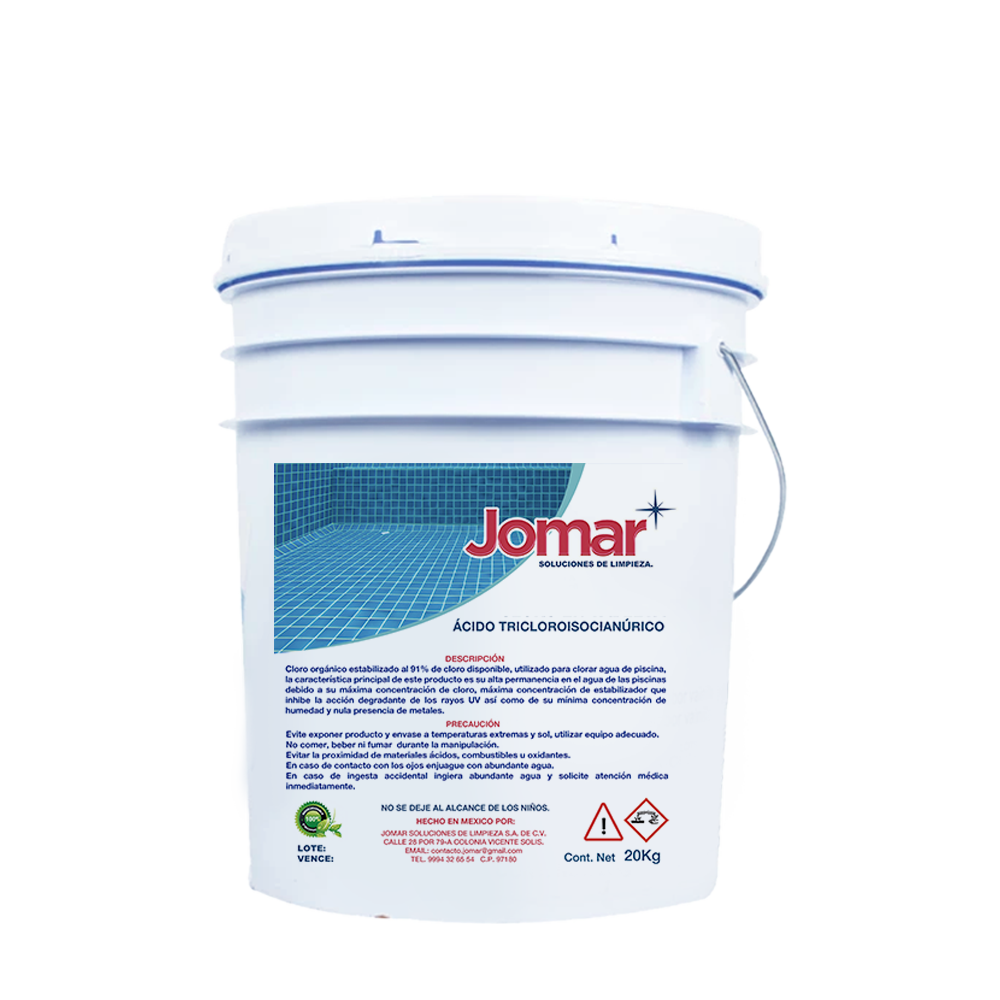 Jomar
SOLUCIONES DE LIMPIEZA.
ÁCIDO TRICLOROISOCIANÚRICO
DESCRIPCIÓN
Cloro orgánico estabilizado al 91% de cloro disponible, utilizado para clorar agua de piscina,
la característica principal de este producto es su alta permanencia en el agua de las piscinas
debido a su máxima concentración de cloro, máxima concentración de estabilizador que
inhibe la acción degradante de los rayos UV así como de su mínima concentración de
humedad y nula presencia de metales.
PRECAUCIÓN
Evite exponer producto y envase a temperaturas extremas y sol, utilizar equipo adecuado.
No comer, beber ni fumar durante la manipulación.
Evitar la proximidad de materiales ácidos, combustibles u oxidantes.
En caso de contacto con los ojos enjuague con abundante agua.
En caso de ingesta accidental ingiera abundante agua y solicite atención médica
inmediatamente.
NO SE DEJE AL ALCANCE DE LOS NIÑOS.
HECHO EN MEXICO POR:
JOMAR SOLUCIONES DE LIMPIEZA S.A. DE C.V.
CALLE 25 POR 79-A COLONIA VICENTE SOLIS.
EMAIL: contacto.jomar@gmail.com
TEL. 9994 32 65 54 C.P. 97180
100%
LOTE:
VENCE:
Cont. Net 20Kg